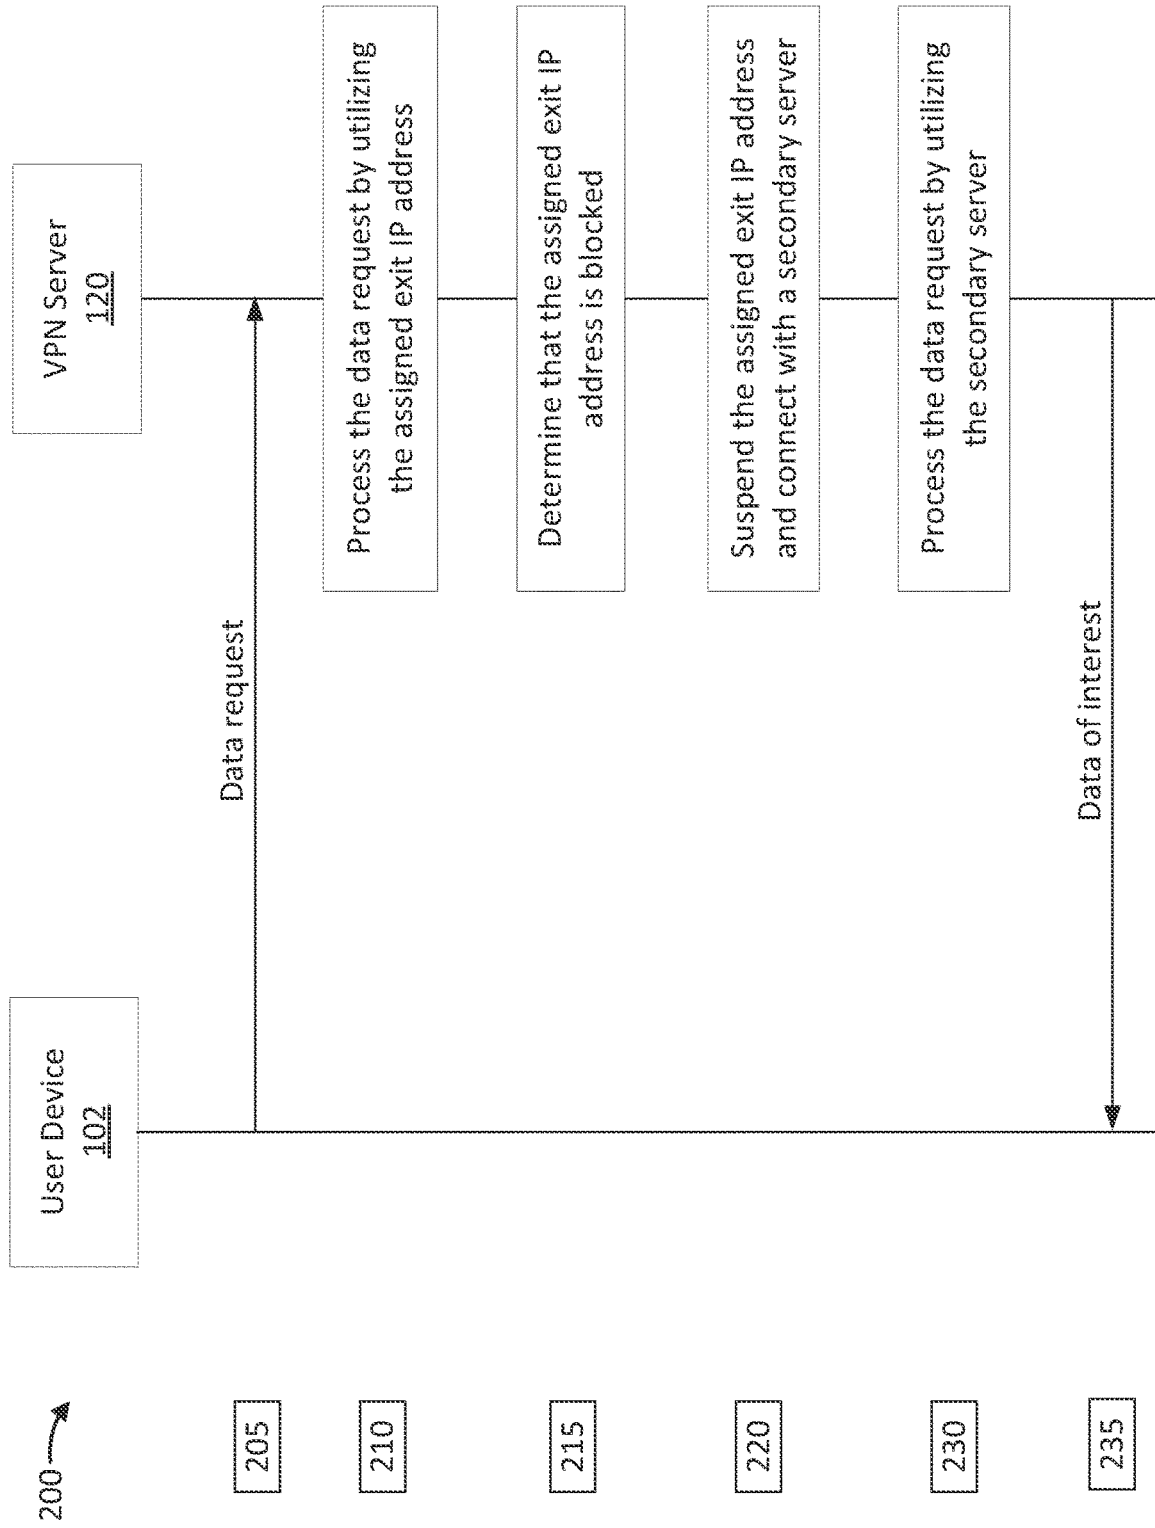 200
User Device
102
VPN Server
120
205
Data request
210
Process the data request by utilizing
the assigned exit IP address
215
Determine that the assigned exit IP
address is blocked
220
Suspend the assigned exit IP address
and connect with a secondary server
230
Process the data request by utilizing
the secondary server
235
Data of interest